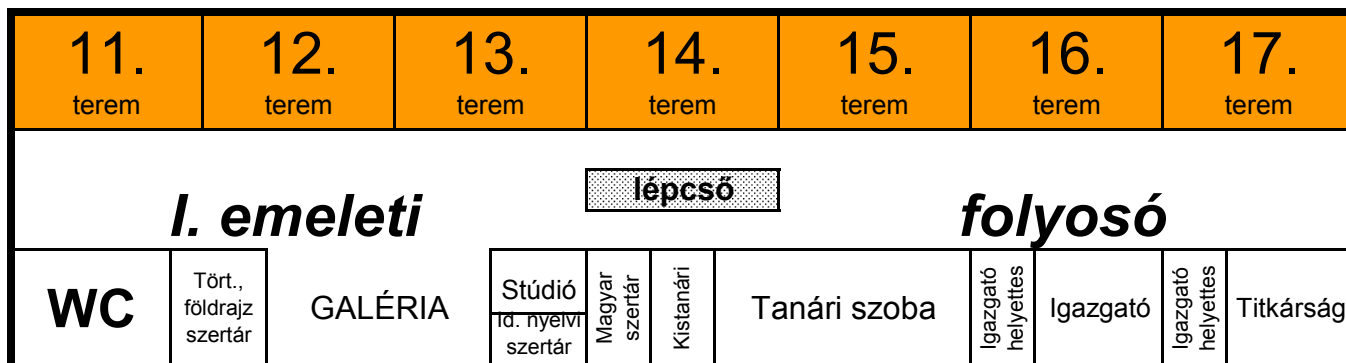 11. 12. 13. 14. 15. 16. 17.
terem terem terem terem terem terem terem
lépcső
I. emeleti folyosó
WC
Tört.,
földrajz
szertár
GALÉRIA
Stúdió
Id. nyelvi
szertár
Magyar
szertár
Kistanári
Tanári szoba
Igazgató
helyettes
Igazgató
Igazgató
helyettes
Titkárság